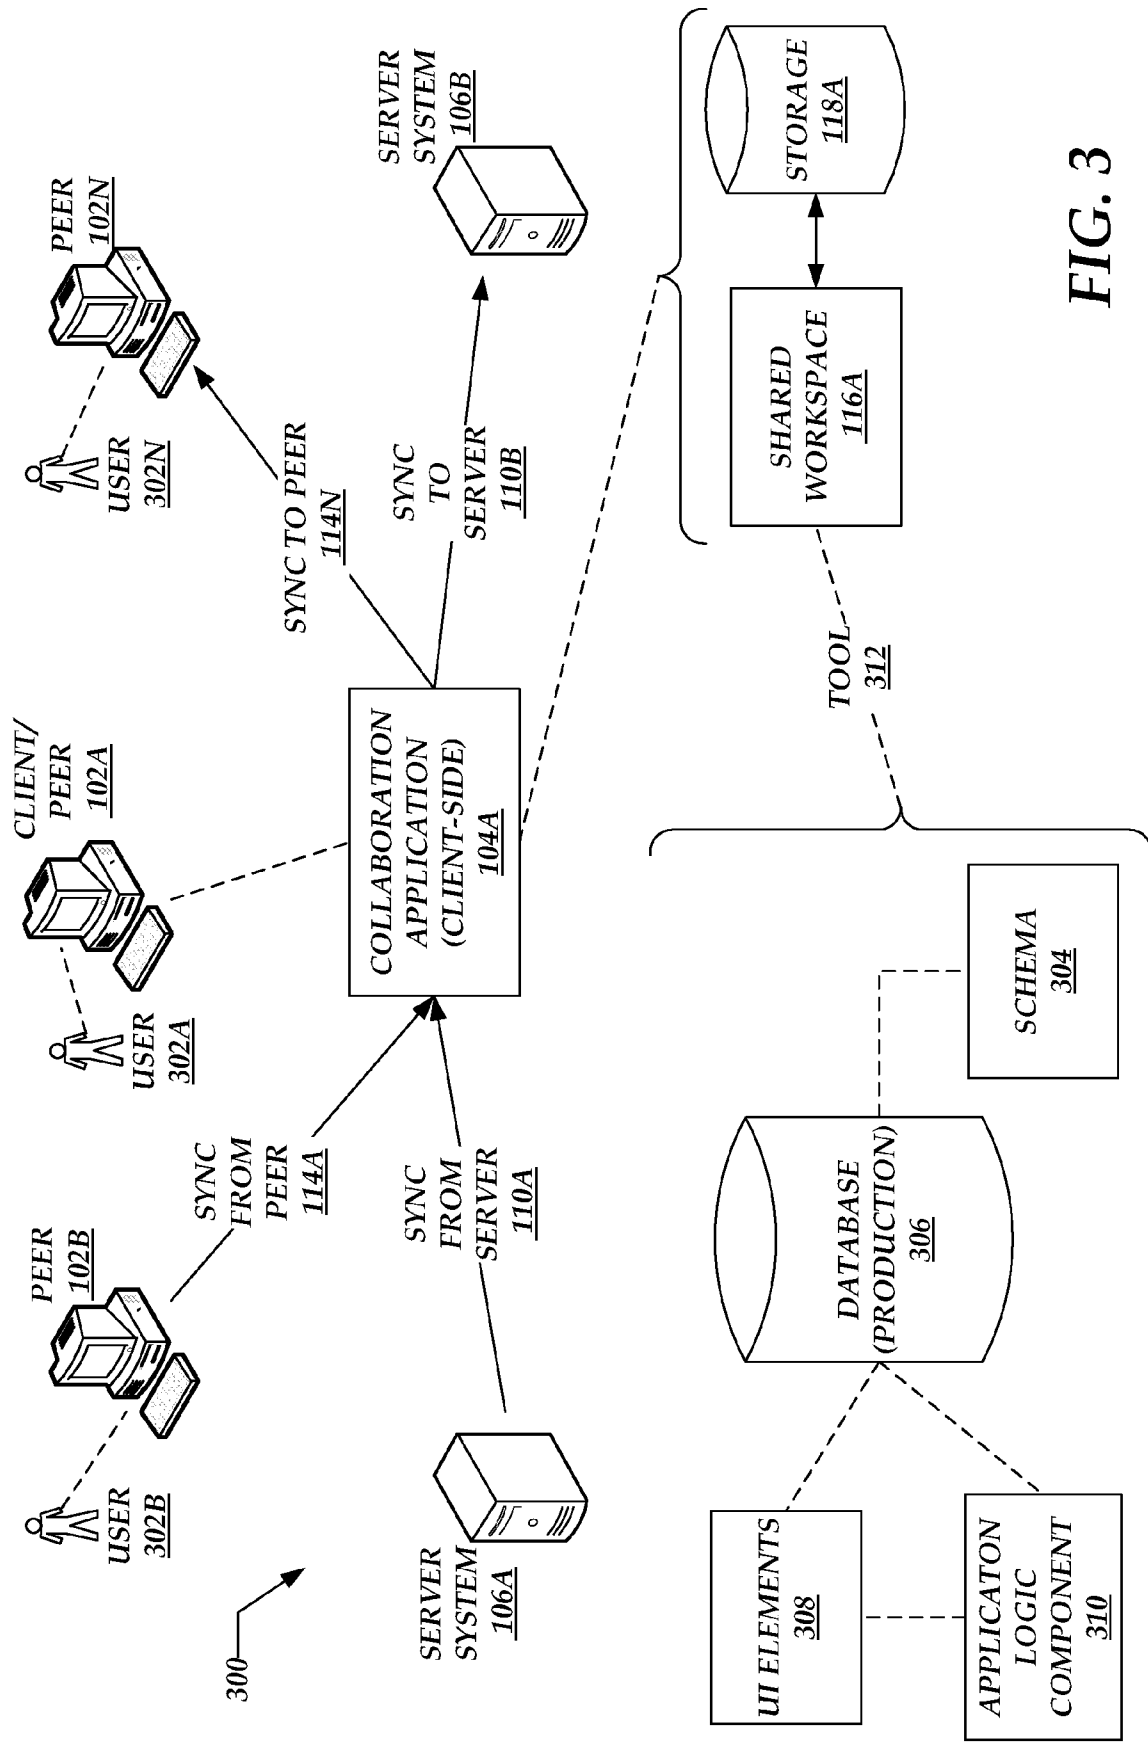 300
USER
302B
PEER
102B
USER
302A
CLIENT/
PEER
102A
USER
302N
PEER
102N
SYNC
FROM
PEER
114A
SYNC TO PEER
114N
SERVER
SYSTEM
106A
SYNC
FROM
SERVER
110A
COLLABORATION
APPLICATION
(CLIENT-SIDE)
104A
SYNC
TO
SERVER
110B
SERVER
SYSTEM
106B
UI ELEMENTS
308
APPLICATON
LOGIC
COMPONENT
310
DATABASE
(PRODUCTION)
306
SCHEMA
304
TOOL
312
SHARED
WORKSPACE
116A
STORAGE
118A
FIG. 3